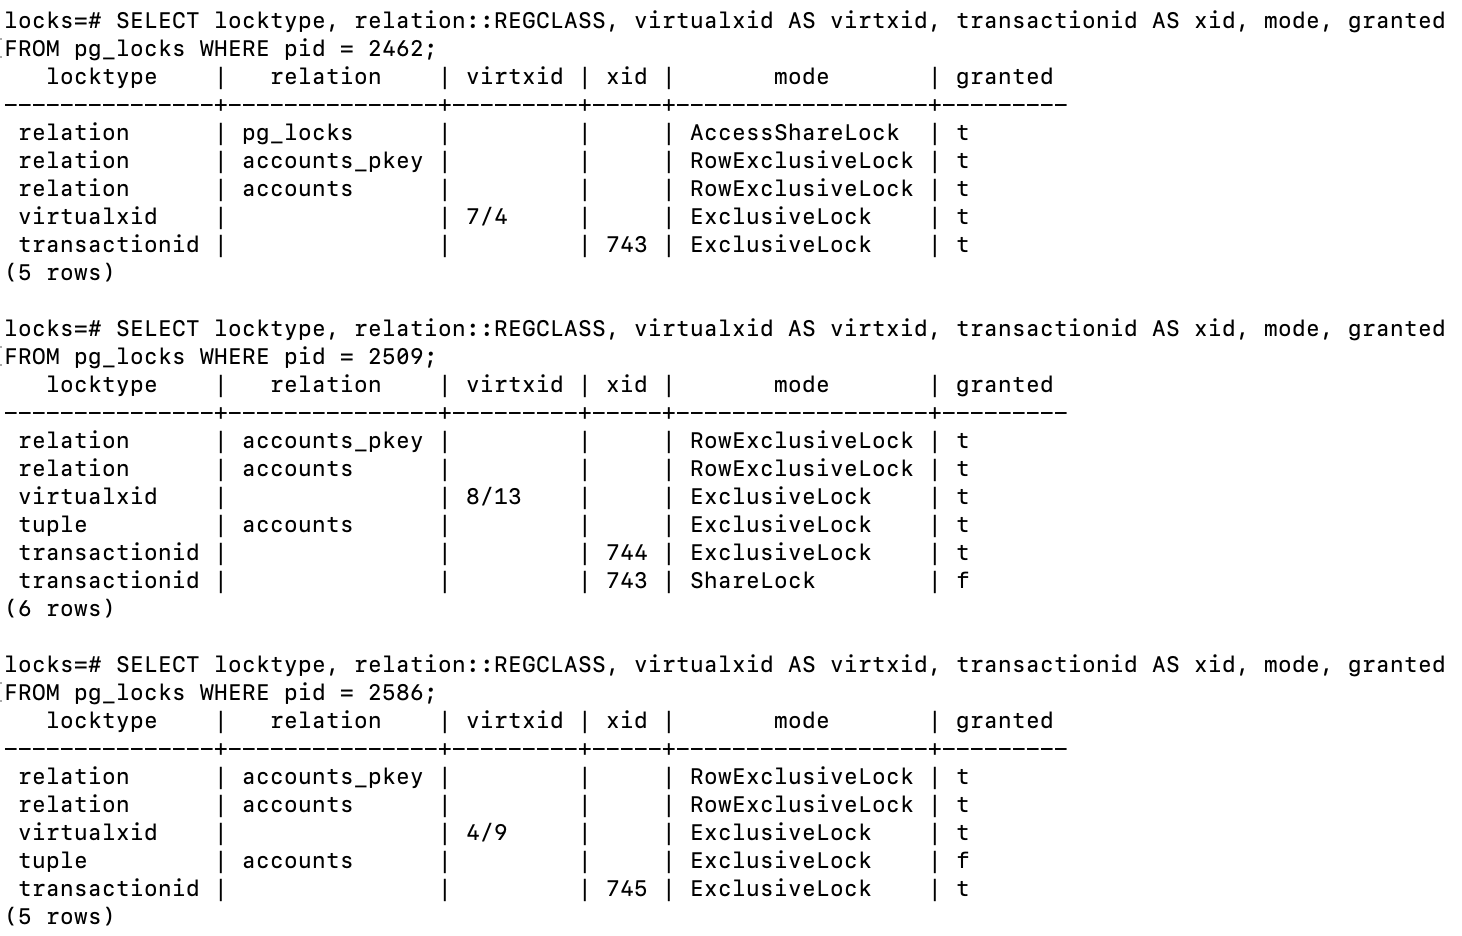 locks=# SELECT locktype, relation::REGCLASS, virtualxid AS virtxid, transactionid AS xid, mode, granted
FROM pg_locks WHERE pid = 2462;
   locktype    |   relation    | virtxid | xid |       mode       | granted
---------------+---------------+---------+-----+------------------+---------
 relation      | pg_locks      |         |     | AccessShareLock  | t
 relation      | accounts_pkey |         |     | RowExclusiveLock | t
 relation      | accounts      |         |     | RowExclusiveLock | t
 virtualxid    |               | 7/4     |     | ExclusiveLock    | t
 transactionid |               |         | 743 | ExclusiveLock    | t
(5 rows)

locks=# SELECT locktype, relation::REGCLASS, virtualxid AS virtxid, transactionid AS xid, mode, granted
FROM pg_locks WHERE pid = 2509;
   locktype    |   relation    | virtxid | xid |       mode       | granted
---------------+---------------+---------+-----+------------------+---------
 relation      | accounts_pkey |         |     | RowExclusiveLock | t
 relation      | accounts      |         |     | RowExclusiveLock | t
 virtualxid    |               | 8/13    |     | ExclusiveLock    | t
 tuple         | accounts      |         |     | ExclusiveLock    | t
 transactionid |               |         | 744 | ExclusiveLock    | t
 transactionid |               |         | 743 | ShareLock        | f
(6 rows)

locks=# SELECT locktype, relation::REGCLASS, virtualxid AS virtxid, transactionid AS xid, mode, granted
FROM pg_locks WHERE pid = 2586;
   locktype    |   relation    | virtxid | xid |       mode       | granted
---------------+---------------+---------+-----+------------------+---------
 relation      | accounts_pkey |         |     | RowExclusiveLock | t
 relation      | accounts      |         |     | RowExclusiveLock | t
 virtualxid    |               | 4/9     |     | ExclusiveLock    | t
 tuple         | accounts      |         |     | ExclusiveLock    | f
 transactionid |               |         | 745 | ExclusiveLock    | t
(5 rows)